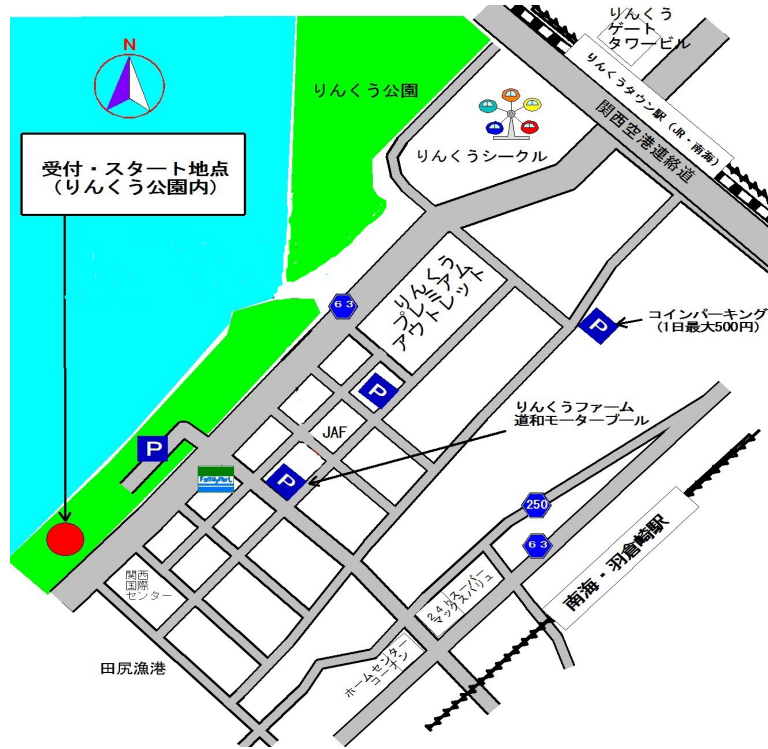 りんくう
ゲート
タワービル
N
りんくう公園
りんくうタウン駅（JR・南海）
関西空港連絡道
受付・スタート地点
（りんくう公園内）
りんくうシークル
りんくう
プレミアム
アウトレット
63
コインパーキング
（1日最大500円）
P
P
りんくうファーム
道和モータープール
JAF
P
FamilyMart
P
250
63
南海・羽倉崎駅
関西
国際
センター
24Hスーパー
マックスバリュ
ホームセンター
コーナン
田尻漁港